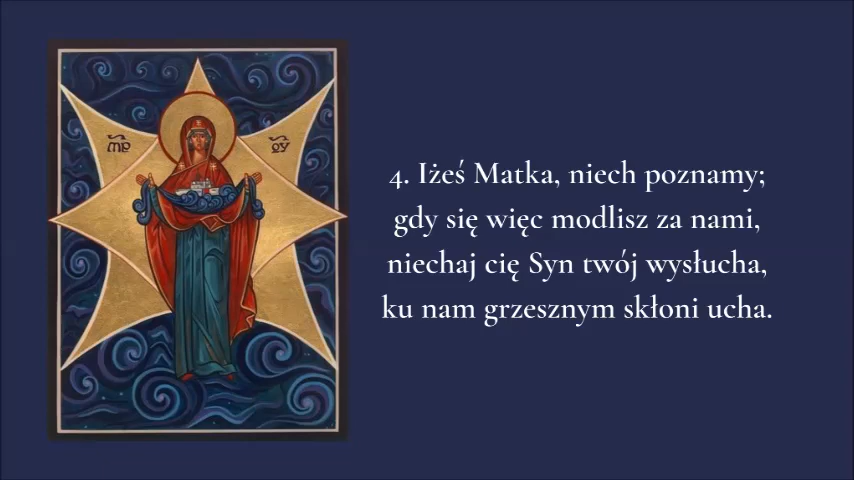 ΜΡ ΟΥ
4. Iżeś Matka, niech poznamy;
gdy się więc modlisz za nami,
niechaj cię Syn twój wysłucha,
ku nam grzesznym skłoni ucha.